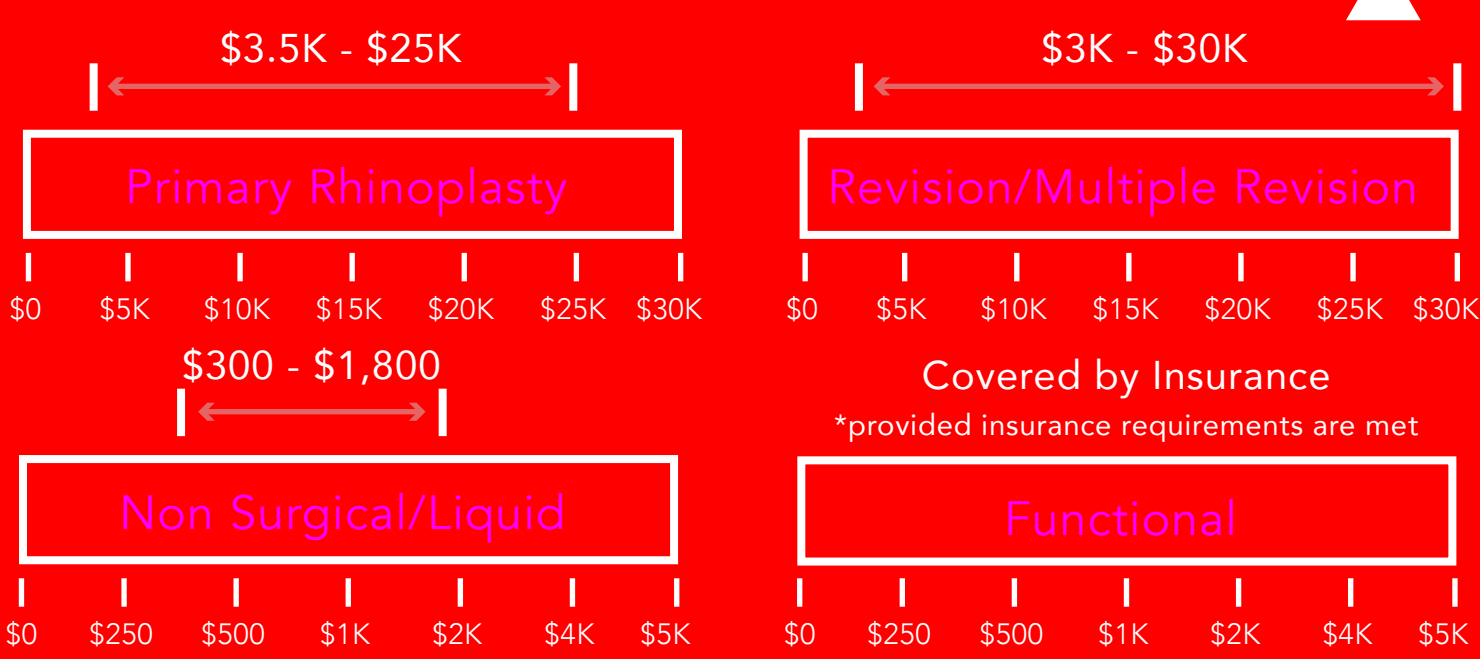 $3.5K - $25K
Primary Rhinoplasty
$0 $5K $10K $15K $20K $25K $30K
$3K - $30K
Revision/Multiple Revision
$0 $5K $10K $15K $20K $25K $30K
$300 - $1,800
Non Surgical/Liquid
$0 $250 $500 $1K $2K $4K $5K
Covered by Insurance
*provided insurance requirements are met
Functional
$0 $250 $500 $1K $2K $4K $5K